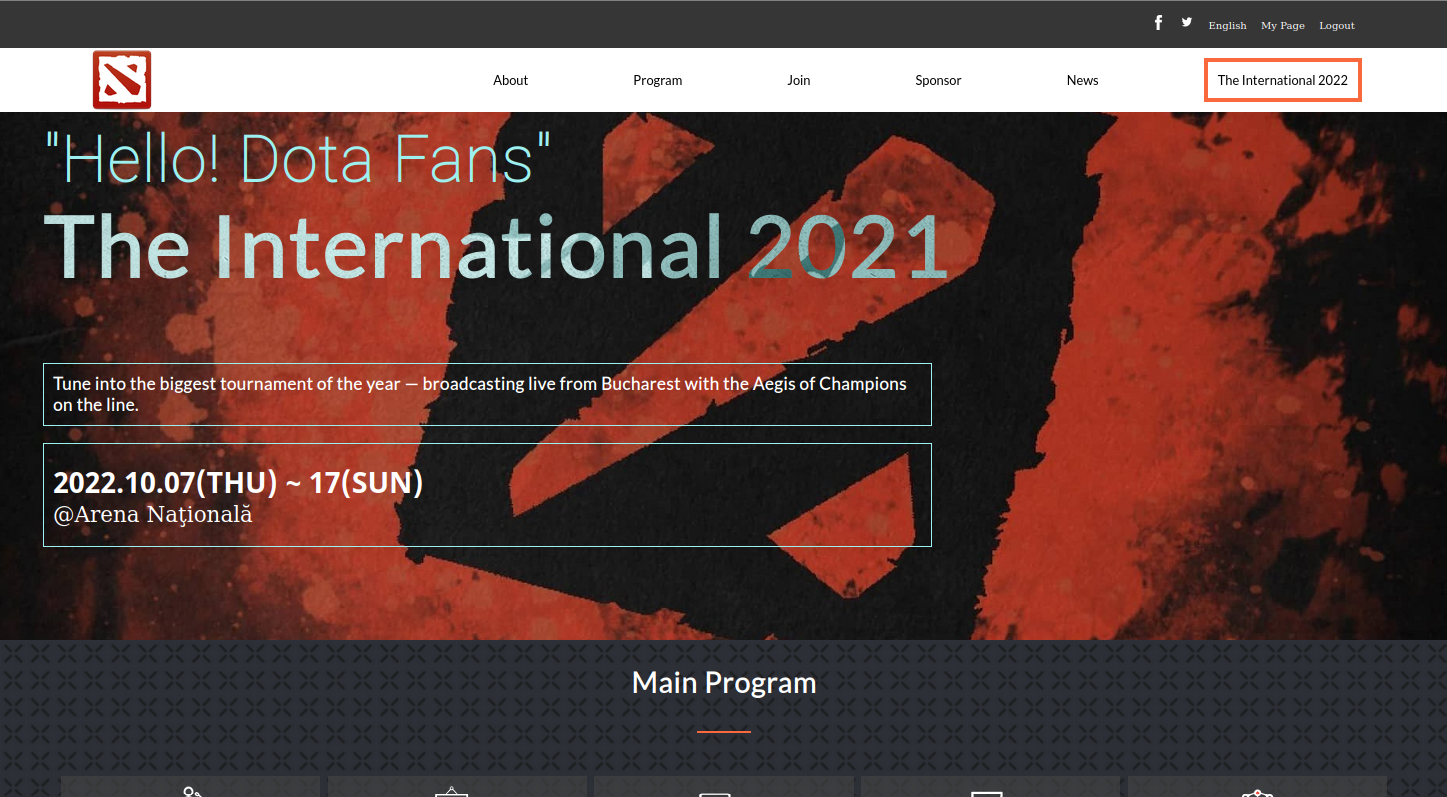 English My Page Logout
About Program Join Sponsor News The International 2022
"Hello! Dota Fans"
The International 2021
Tune into the biggest tournament of the year — broadcasting live from Bucharest with the Aegis of Champions
on the line.
2022.10.07(THU) ~ 17(SUN)
@Arena Naţională
Main Program